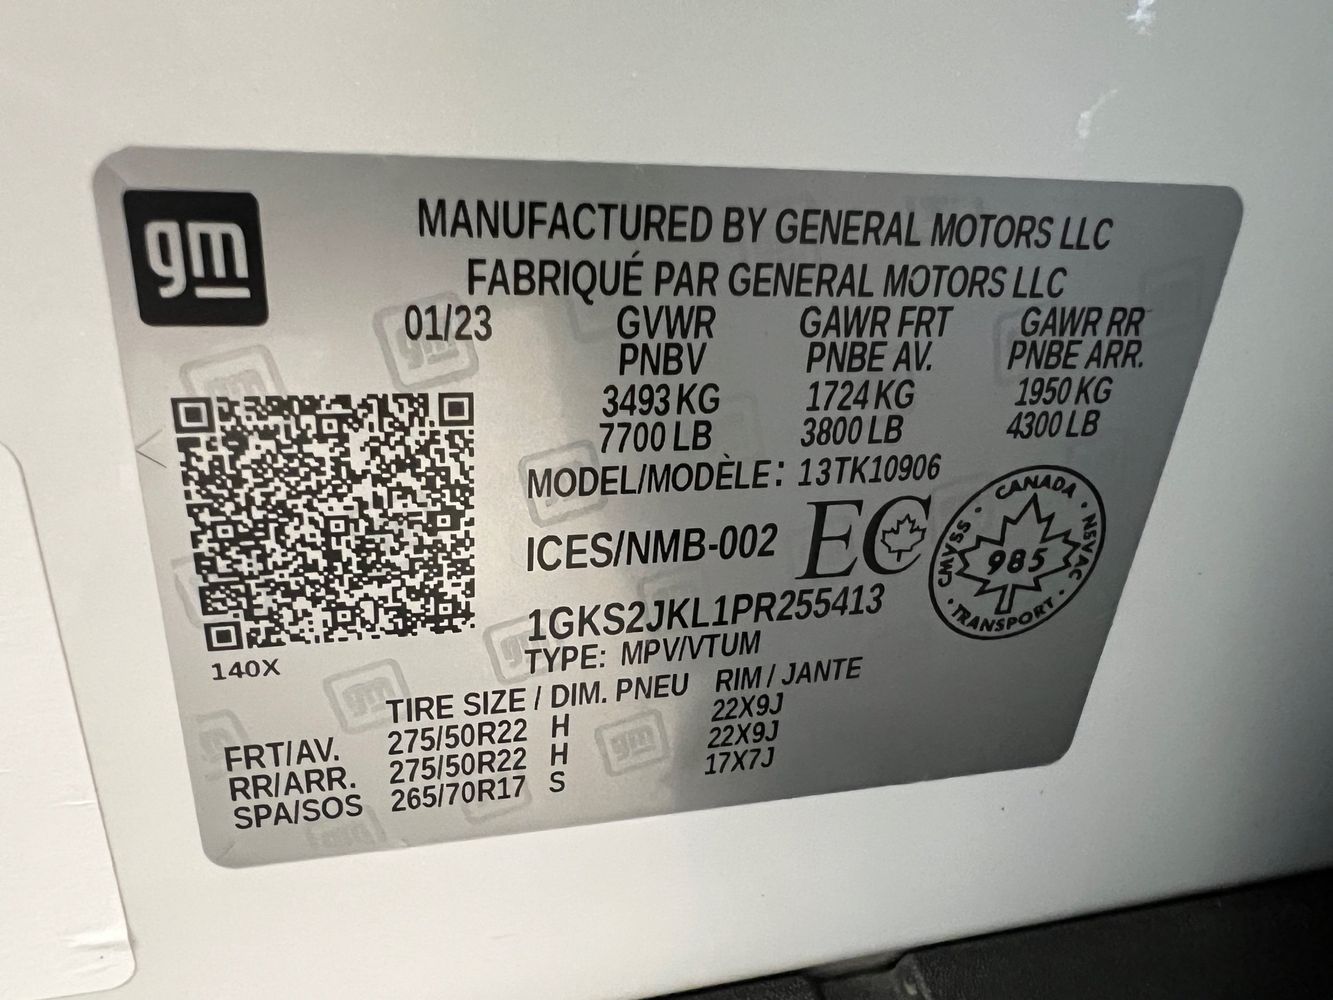 gm
MANUFACTURED BY GENERAL MOTORS LLC
FABRIQUÉ PAR GENERAL MOTORS LLC
01/23 GVWR GAWR FRT GAWR RR
PNBV PNBE AV. PNBE ARR.
3493 KG 1724 KG 1950 KG
7700 LB 3800 LB 4300 LB
MODEL/MODÈLE: 13TK10906
ICES/NMB-002 EC
CANADA · NSVAC · TRANSPORT · CMVSS ·
985
1GKS2JKL1PR255413
TYPE: MPV/VTUM
140X
TIRE SIZE / DIM. PNEU RIM / JANTE
FRT/AV. 275/50R22 H 22X9J
RR/ARR. 275/50R22 H 22X9J
SPA/SOS 265/70R17 S 17X7J